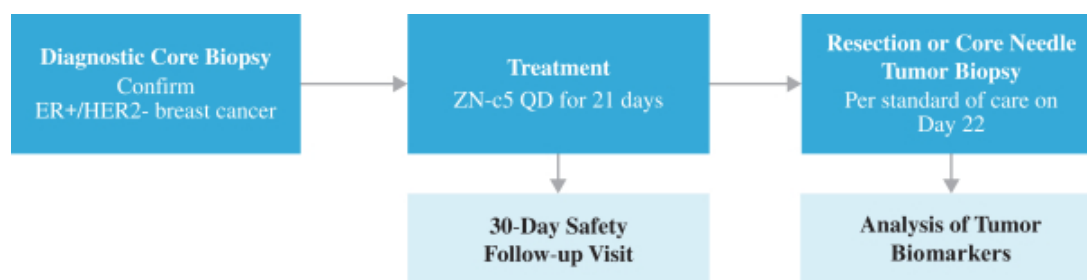 Diagnostic Core Biopsy
Confirm
ER+/HER2- breast cancer
Treatment
ZN-c5 QD for 21 days
Resection or Core Needle
Tumor Biopsy
Per standard of care on
Day 22
30-Day Safety
Follow-up Visit
Analysis of Tumor
Biomarkers